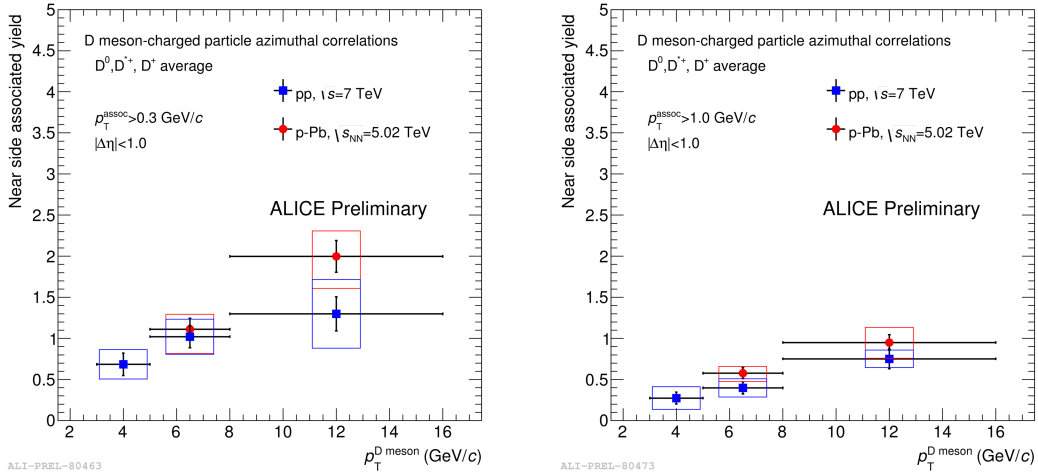 Near side associated yield
5
4.5
4
3.5
3
2.5
2
1.5
1
0.5
0
D meson-charged particle azimuthal correlations
D⁰,D*⁺, D⁺ average
pp, √s=7 TeV
p-Pb, √sNN=5.02 TeV
pTassoc>0.3 GeV/c
|Δη|<1.0
ALICE Preliminary
2 4 6 8 10 12 14 16
pTD meson (GeV/c)
ALI-PREL-80463
Near side associated yield
5
4.5
4
3.5
3
2.5
2
1.5
1
0.5
0
D meson-charged particle azimuthal correlations
D⁰,D*⁺, D⁺ average
pp, √s=7 TeV
p-Pb, √sNN=5.02 TeV
pTassoc>1.0 GeV/c
|Δη|<1.0
ALICE Preliminary
2 4 6 8 10 12 14 16
pTD meson (GeV/c)
ALI-PREL-80473